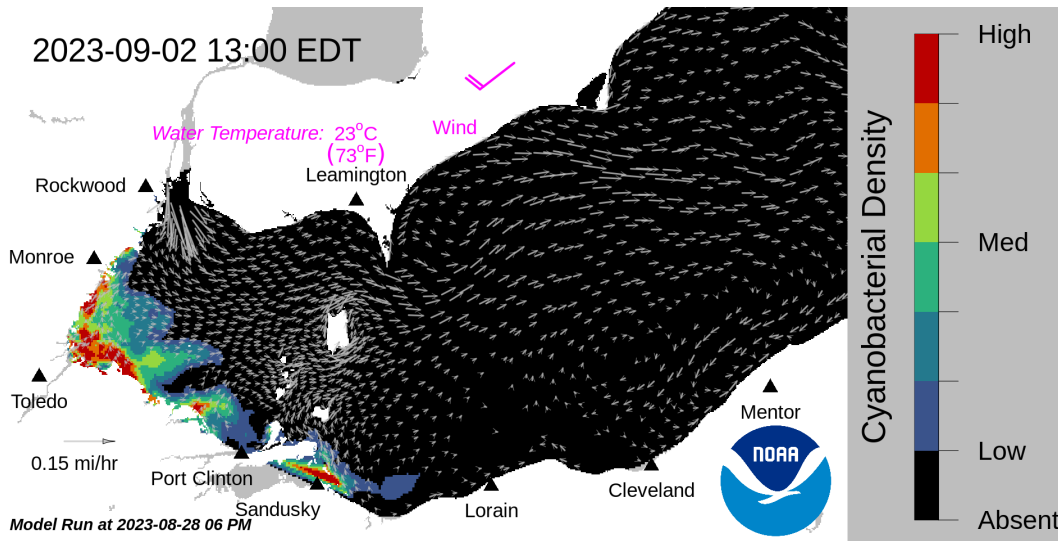 2023-09-02 13:00 EDT
High
Water Temperature: 23°C
(73°F)
Wind
Leamington
Rockwood
Monroe
Med
Cyanobacterial Density
Toledo
Mentor
0.15 mi/hr
NOAA
Low
Port Clinton
Cleveland
Sandusky
Lorain
Model Run at 2023-08-28 06 PM
Absent